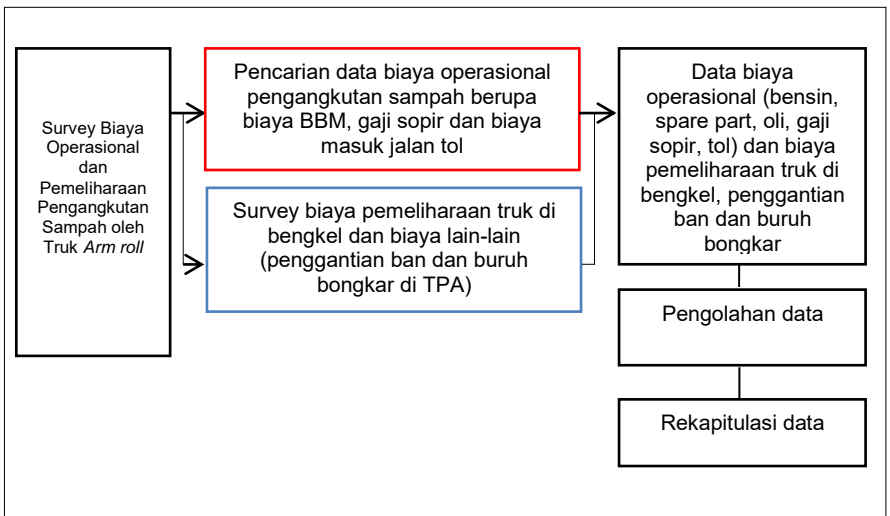 Survey Biaya
Operasional
dan
Pemeliharaan
Pengangkutan
Sampah oleh
Truk Arm roll
Pencarian data biaya operasional
pengangkutan sampah berupa
biaya BBM, gaji sopir dan biaya
masuk jalan tol
Survey biaya pemeliharaan truk di
bengkel dan biaya lain-lain
(penggantian ban dan buruh
bongkar di TPA)
Data biaya
operasional (bensin,
spare part, oli, gaji
sopir, tol) dan biaya
pemeliharaan truk di
bengkel, penggantian
ban dan buruh
bongkar
Pengolahan data
Rekapitulasi data